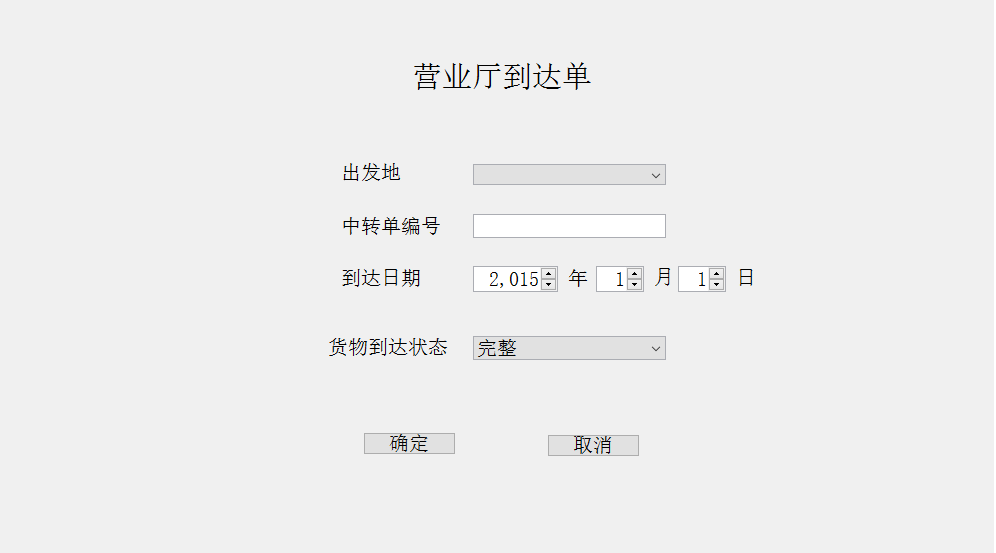 营业厅到达单
出发地
中转单编号
到达日期 2,015 年 1 月 1 日
货物到达状态 完整
确定 取消